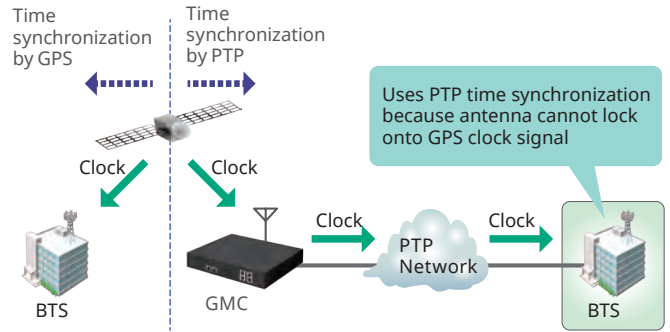 Time
synchronization
by GPS
Time
synchronization
by PTP
Uses PTP time synchronization
because antenna cannot lock
onto GPS clock signal
Clock
Clock
Clock
Clock
PTP
Network
BTS
GMC
BTS